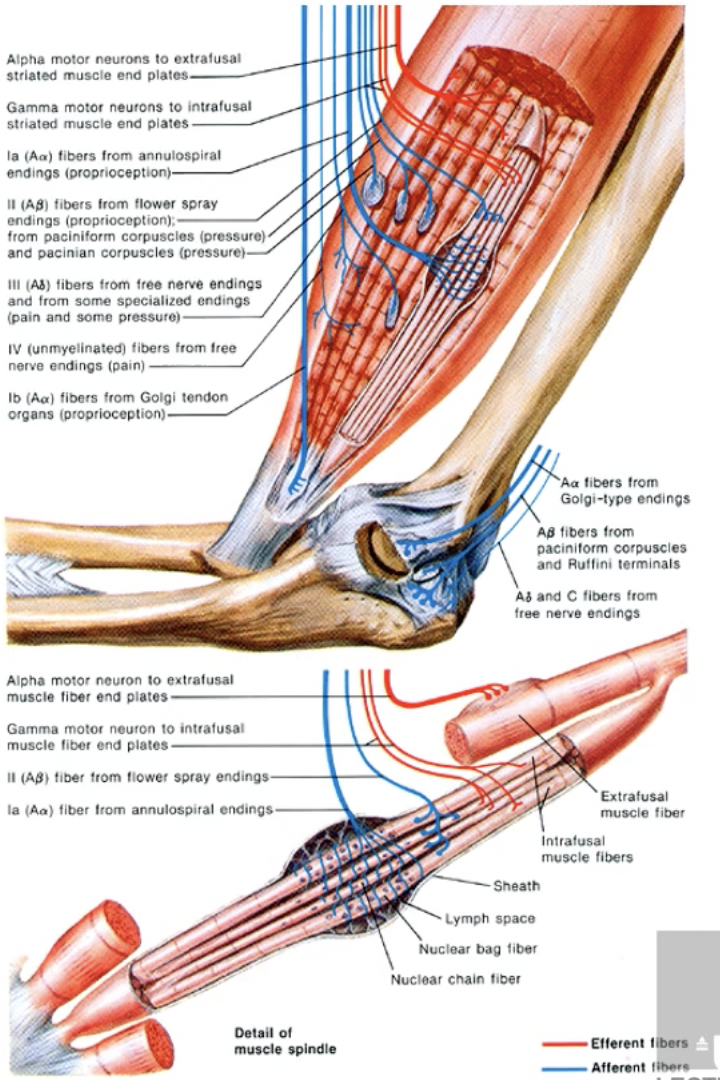 Alpha motor neurons to extrafusal
striated muscle end plates
Gamma motor neurons to intrafusal
striated muscle end plates
Ia (Aα) fibers from annulospiral
endings (proprioception)
II (Aβ) fibers from flower spray
endings (proprioception);
from paciniform corpuscles (pressure)
and pacinian corpuscles (pressure)
III (Aδ) fibers from free nerve endings
and from some specialized endings
(pain and some pressure)
IV (unmyelinated) fibers from free
nerve endings (pain)
Ib (Aα) fibers from Golgi tendon
organs (proprioception)
Aα fibers from
Golgi-type endings
Aβ fibers from
paciniform corpuscles
and Ruffini terminals
Aδ and C fibers from
free nerve endings
Alpha motor neuron to extrafusal
muscle fiber end plates
Gamma motor neuron to intrafusal
muscle fiber end plates
II (Aβ) fiber from flower spray endings
Ia (Aα) fiber from annulospiral endings
Extrafusal
muscle fiber
Intrafusal
muscle fibers
Sheath
Lymph space
Nuclear bag fiber
Nuclear chain fiber
Detail of
muscle spindle
Efferent fibers
Afferent fibers